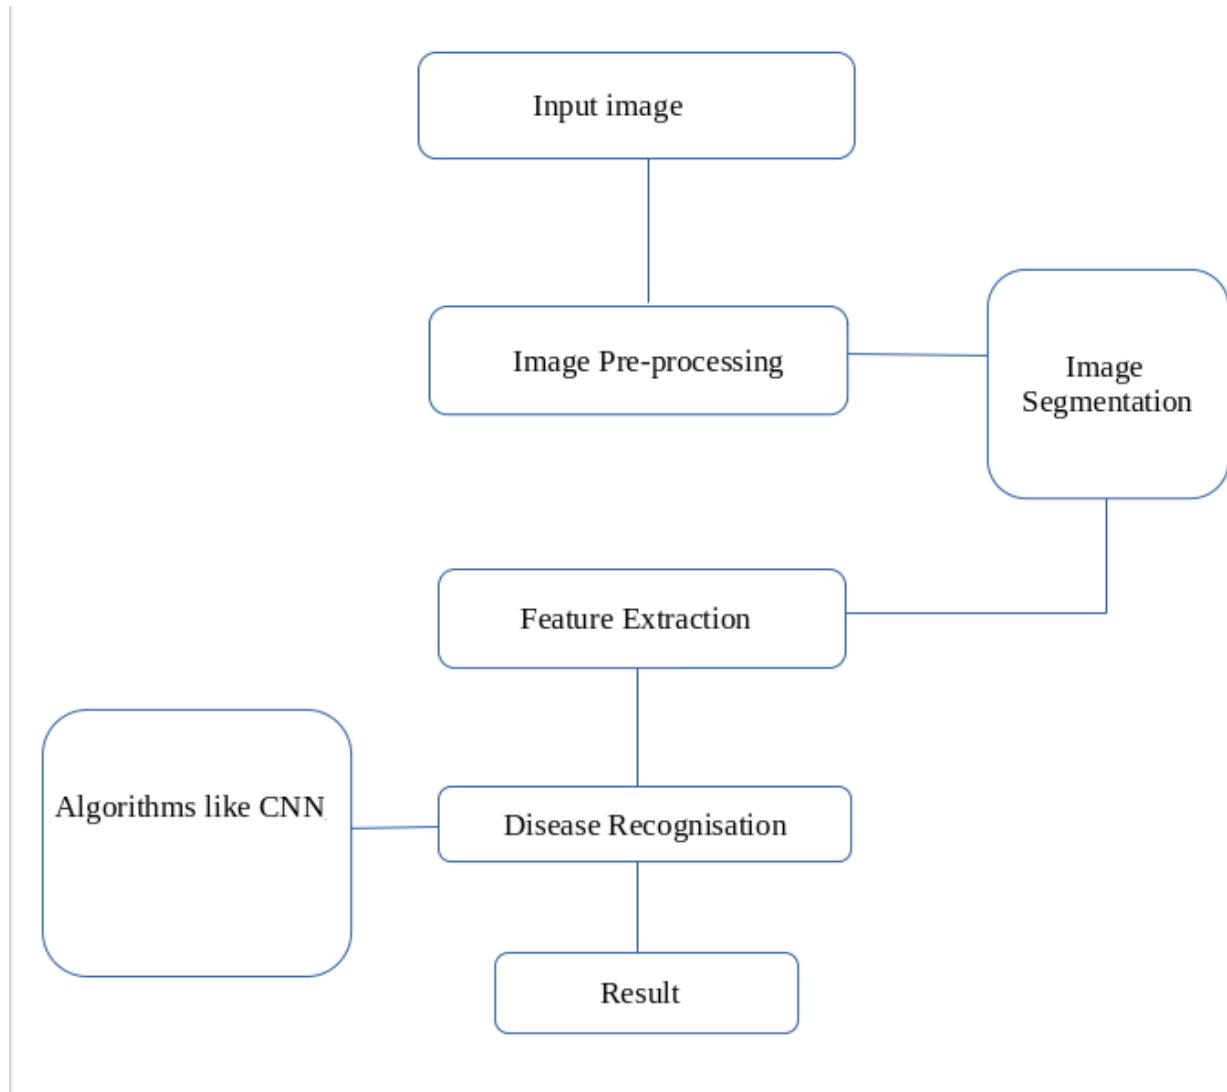 Input image
Image Pre-processing
Image
Segmentation
Feature Extraction
Algorithms like CNN
Disease Recognisation
Result